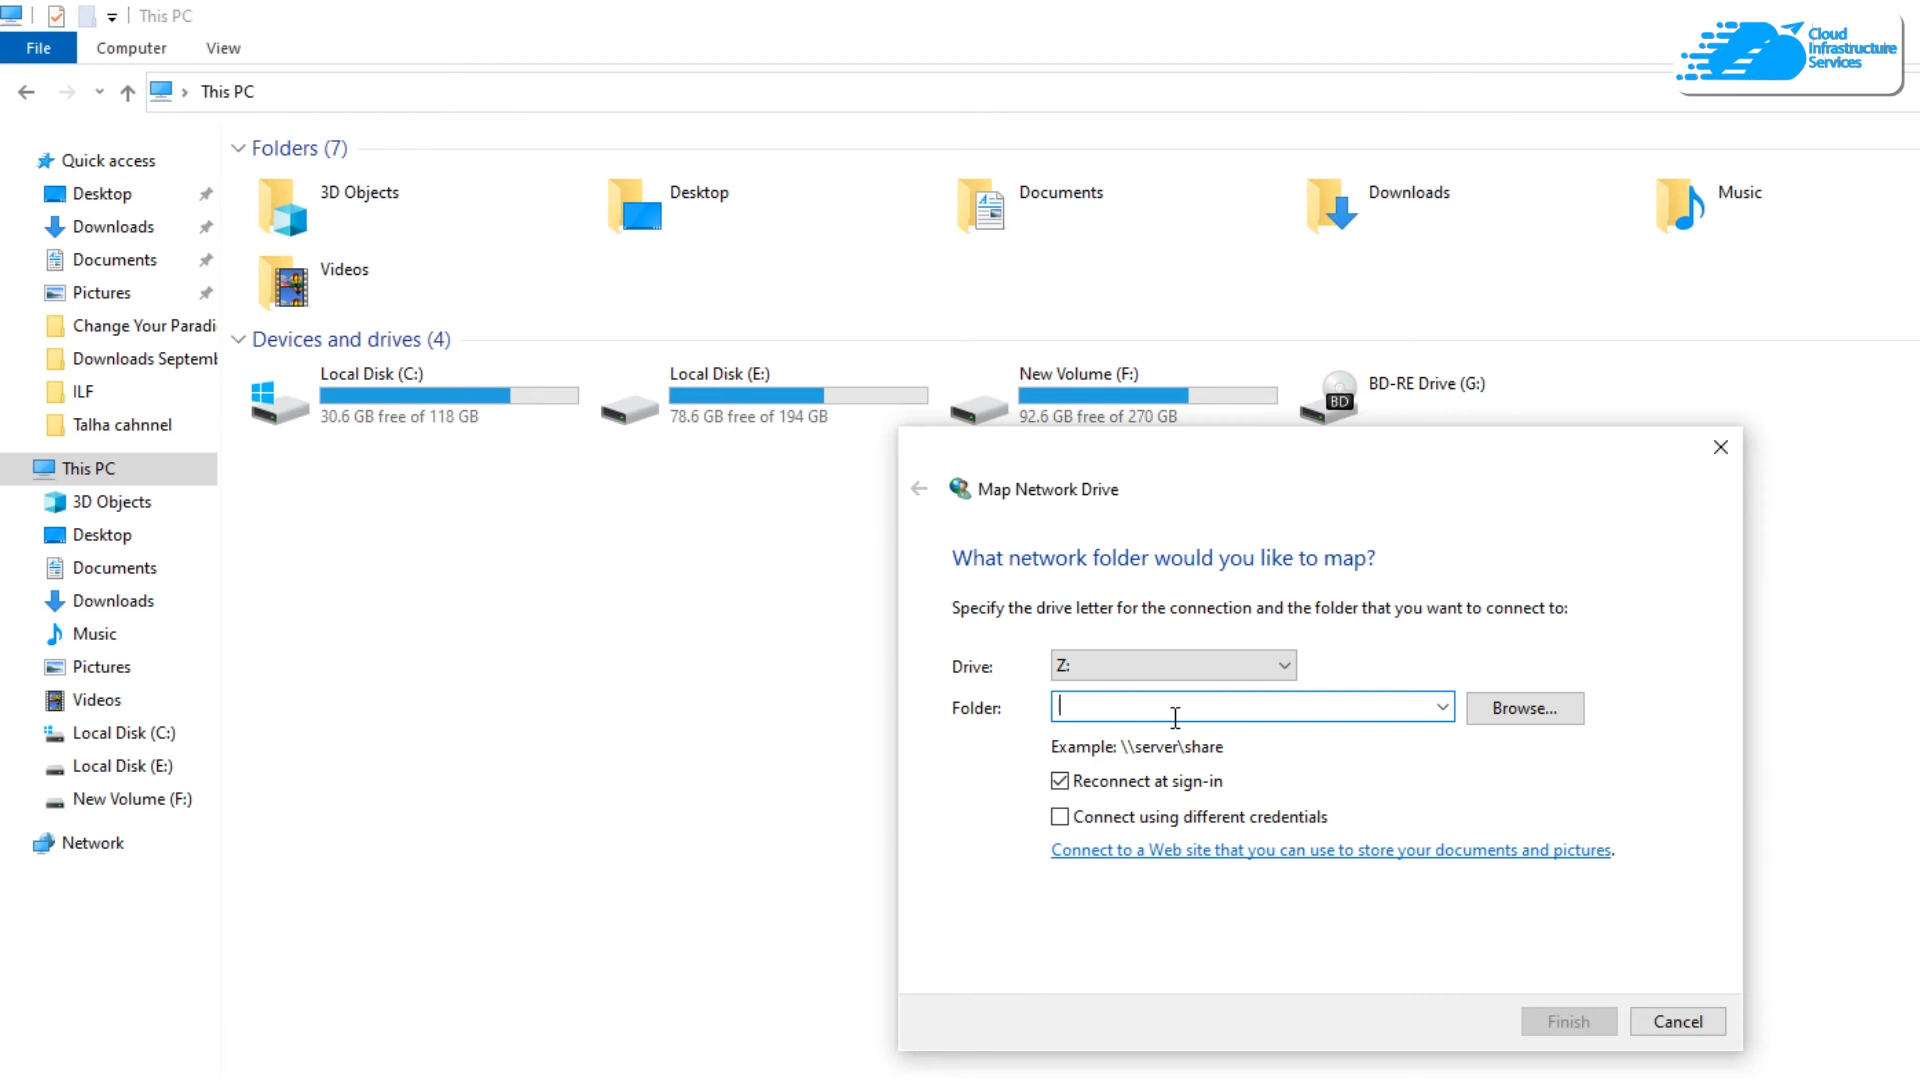 This PC
File
Computer
View
Cloud
Infrastructure
Services
This PC
Quick access
Desktop
Downloads
Documents
Pictures
Change Your Paradi
Downloads Septemb
ILF
Talha cahnnel
This PC
3D Objects
Desktop
Documents
Downloads
Music
Pictures
Videos
Local Disk (C:)
Local Disk (E:)
New Volume (F:)
Network
Folders (7)
3D Objects
Desktop
Documents
Downloads
Music
Videos
Devices and drives (4)
Local Disk (C:)
30.6 GB free of 118 GB
Local Disk (E:)
78.6 GB free of 194 GB
New Volume (F:)
92.6 GB free of 270 GB
BD-RE Drive (G:)
BD
Map Network Drive
What network folder would you like to map?
Specify the drive letter for the connection and the folder that you want to connect to:
Drive: Z:
Folder:
Browse...
Example: \\server\share
Reconnect at sign-in
Connect using different credentials
Connect to a Web site that you can use to store your documents and pictures.
Finish
Cancel